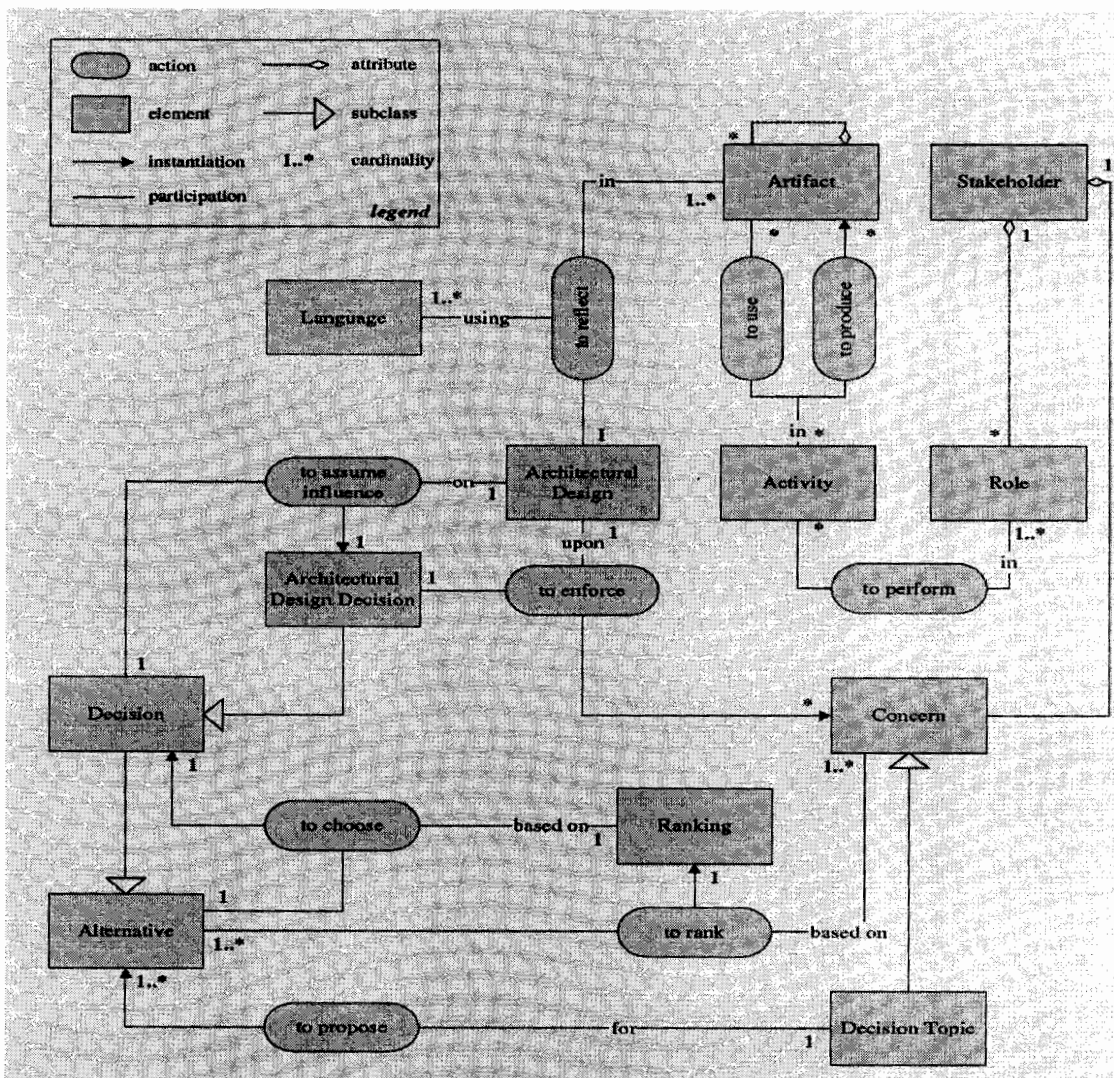 action
attribute
element
subclass
instantiation
1..*
cardinality
participation
legend
*
1
in
Artifact
Stakeholder
1..*
*
*
1
1..*
Language
using
to reflect
to use
to produce
1
in *
*
to assume
influence
on
1
Architectural
Design
Activity
Role
1
*
1..*
upon
in
1
Architectural
Design Decision
1
to enforce
to perform
1
Decision
*
Concern
1
1..*
to choose
based on
1
Ranking
1
1
Alternative
1..*
to rank
based on
1..*
to propose
for
1
Decision Topic